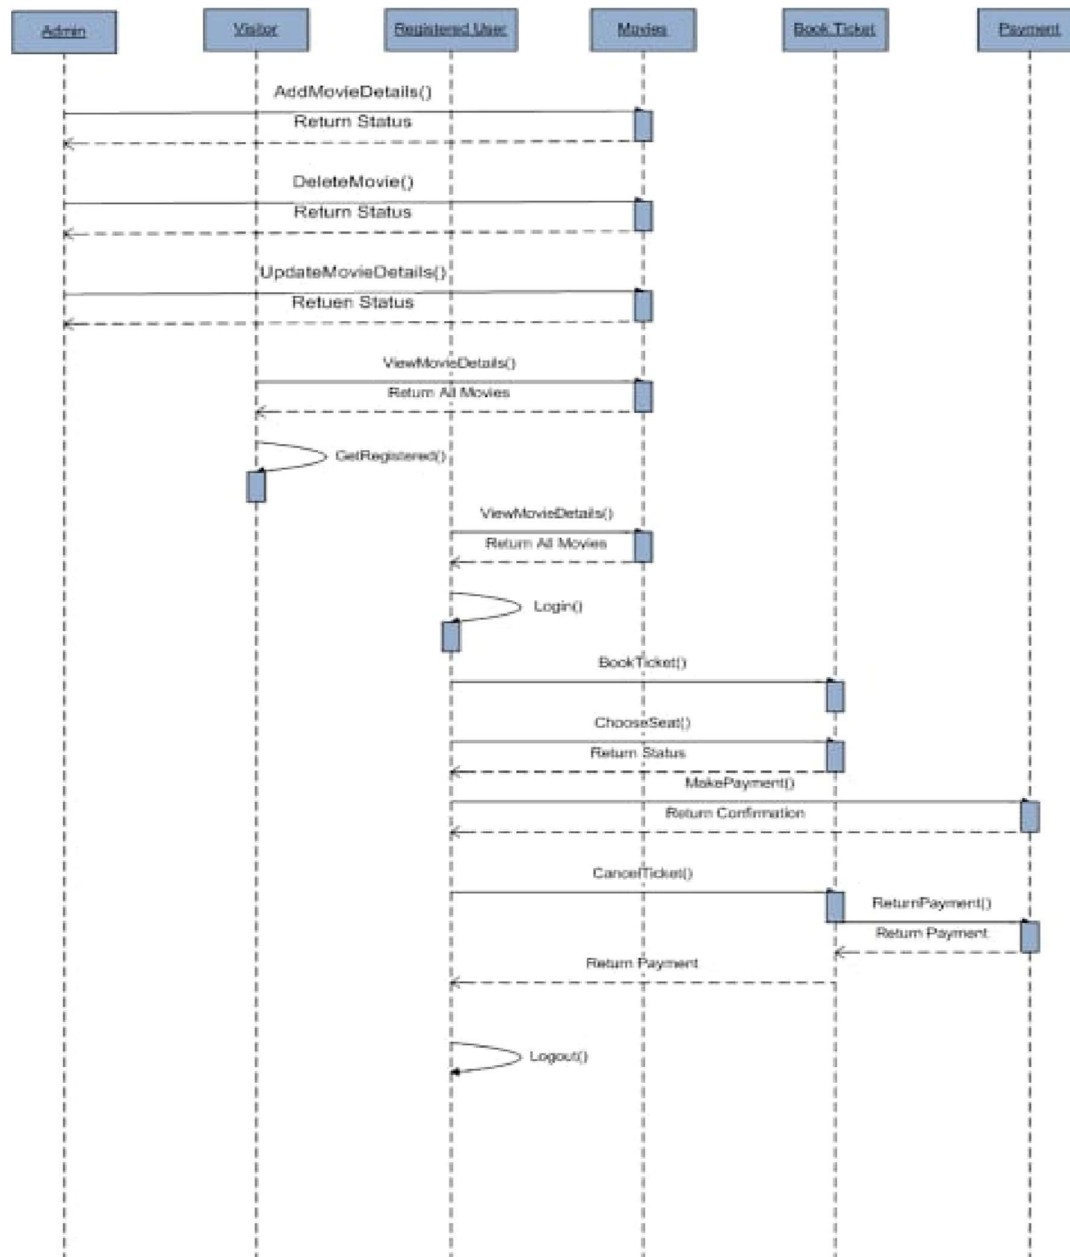 Admin
Visitor
Registered User
Movies
Book Ticket
Payment
AddMovieDetails()
Return Status
DeleteMovie()
Return Status
UpdateMovieDetails()
Retuen Status
ViewMovieDetails()
Return All Movies
GetRegistered()
ViewMovieDetails()
Return All Movies
Login()
BookTicket()
ChooseSeat()
Return Status
MakePayment()
Return Confirmation
CancelTicket()
ReturnPayment()
Return Payment
Return Payment
Logout()